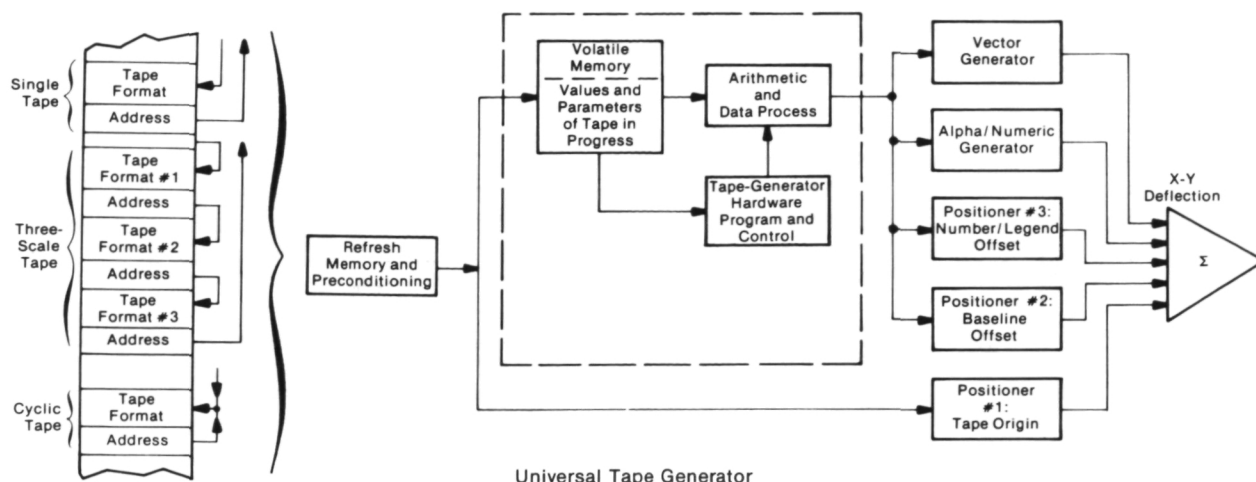 Single
Tape
Tape
Format
Address
Three-
Scale
Tape
Tape
Format #1
Address
Tape
Format #2
Address
Tape
Format #3
Address
Cyclic
Tape
Tape
Format
Address
Refresh
Memory and
Preconditioning
Volatile
Memory
Values and
Parameters
of Tape in
Progress
Arithmetic
and
Data Process
Tape-Generator
Hardware
Program and
Control
Vector
Generator
Alpha/Numeric
Generator
Positioner #3:
Number/Legend
Offset
Positioner #2:
Baseline
Offset
Positioner
#1:
Tape Origin
X-Y
Deflection
Σ
Universal Tape Generator